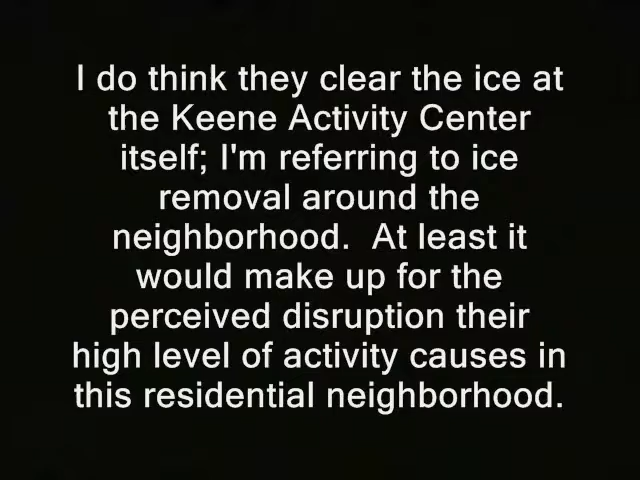 I do think they clear the ice at
the Keene Activity Center
itself; I'm referring to ice
removal around the
neighborhood.  At least it
would make up for the
perceived disruption their
high level of activity causes in
this residential neighborhood.